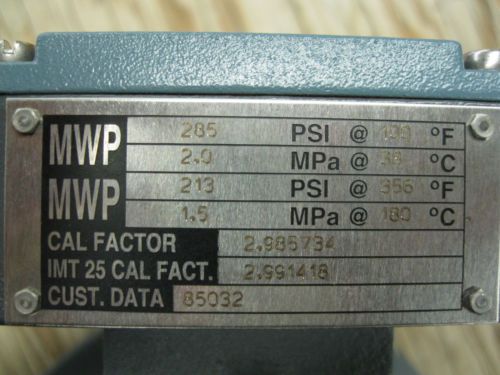 MWP 285 PSI @ 100 °F
2.0 MPa @ 38 °C
MWP 213 PSI @ 356 °F
1.5 MPa @ 180 °C
CAL FACTOR 2.985734
IMT 25 CAL FACT. 2.991418
CUST. DATA 85032